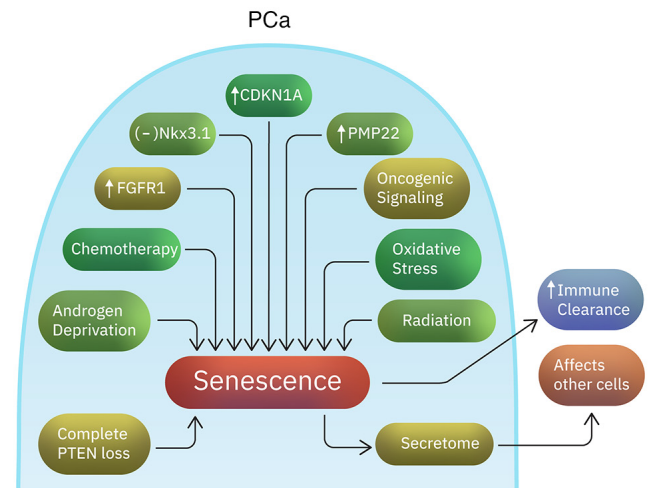 PCa
↑CDKN1A
(-)Nkx3.1
↑PMP22
↑FGFR1
Oncogenic
Signaling
Chemotherapy
Oxidative
Stress
Androgen
Deprivation
Radiation
↑Immune
Clearance
Senescence
Affects
other cells
Complete
PTEN loss
Secretome